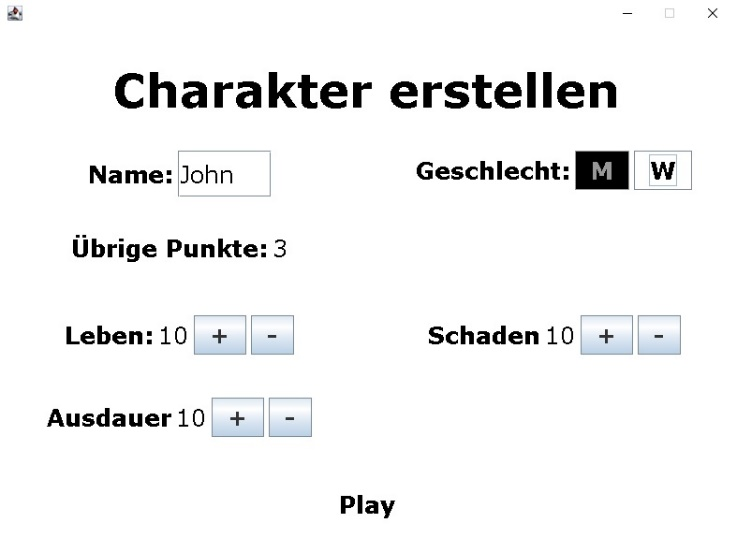 Charakter erstellen
Name: John
Geschlecht: M W
Übrige Punkte: 3
Leben: 10 + -
Schaden 10 + -
Ausdauer 10 + -
Play